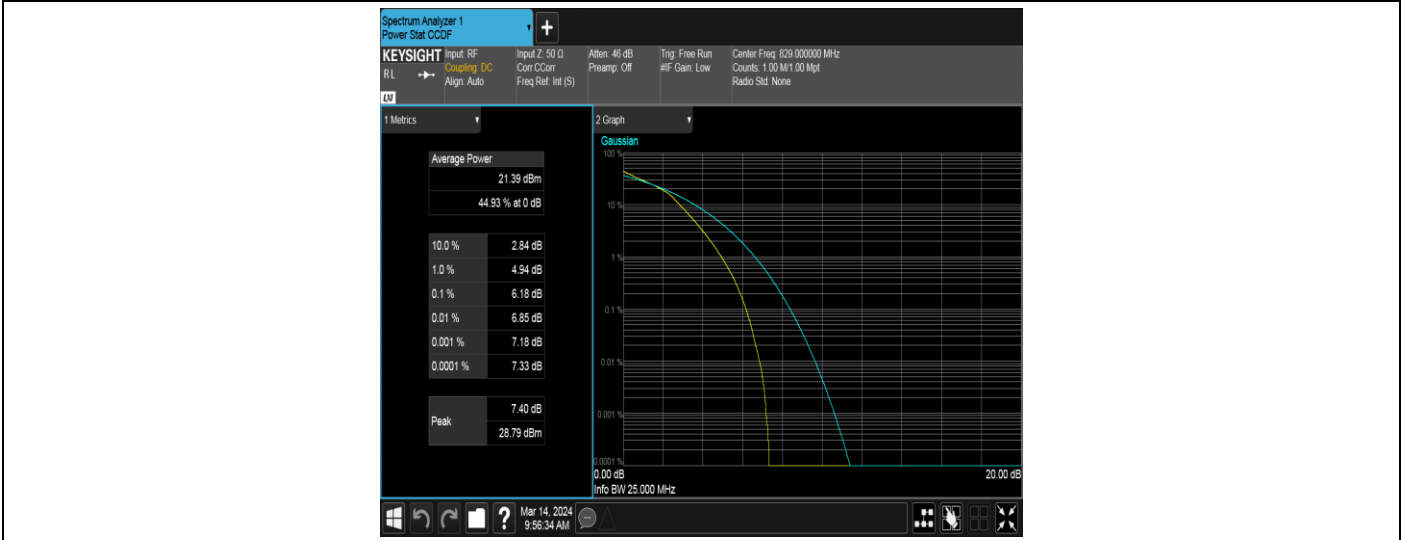 Spectrum Analyzer 1
Power Stat CCDF
+
KEYSIGHT Input: RF Input Z: 50 Ω Atten: 46 dB Trig: Free Run Center Freq: 829.000000 MHz
RL Coupling: DC Corr CCorr Preamp: Off #IF Gain: Low Counts: 1.00 M/1.00 Mpt
Align: Auto Freq Ref: Int (S) Radio Std: None
LXI
1 Metrics
Average Power
21.39 dBm
44.93 % at 0 dB
10.0 % 2.84 dB
1.0 % 4.94 dB
0.1 % 6.18 dB
0.01 % 6.85 dB
0.001 % 7.18 dB
0.0001 % 7.33 dB
Peak 7.40 dB
28.79 dBm
2 Graph
Gaussian
100 %
10 %
1 %
0.1 %
0.01 %
0.001 %
0.0001 %
0.00 dB 20.00 dB
Info BW 25.000 MHz
? Mar 14, 2024
9:56:34 AM